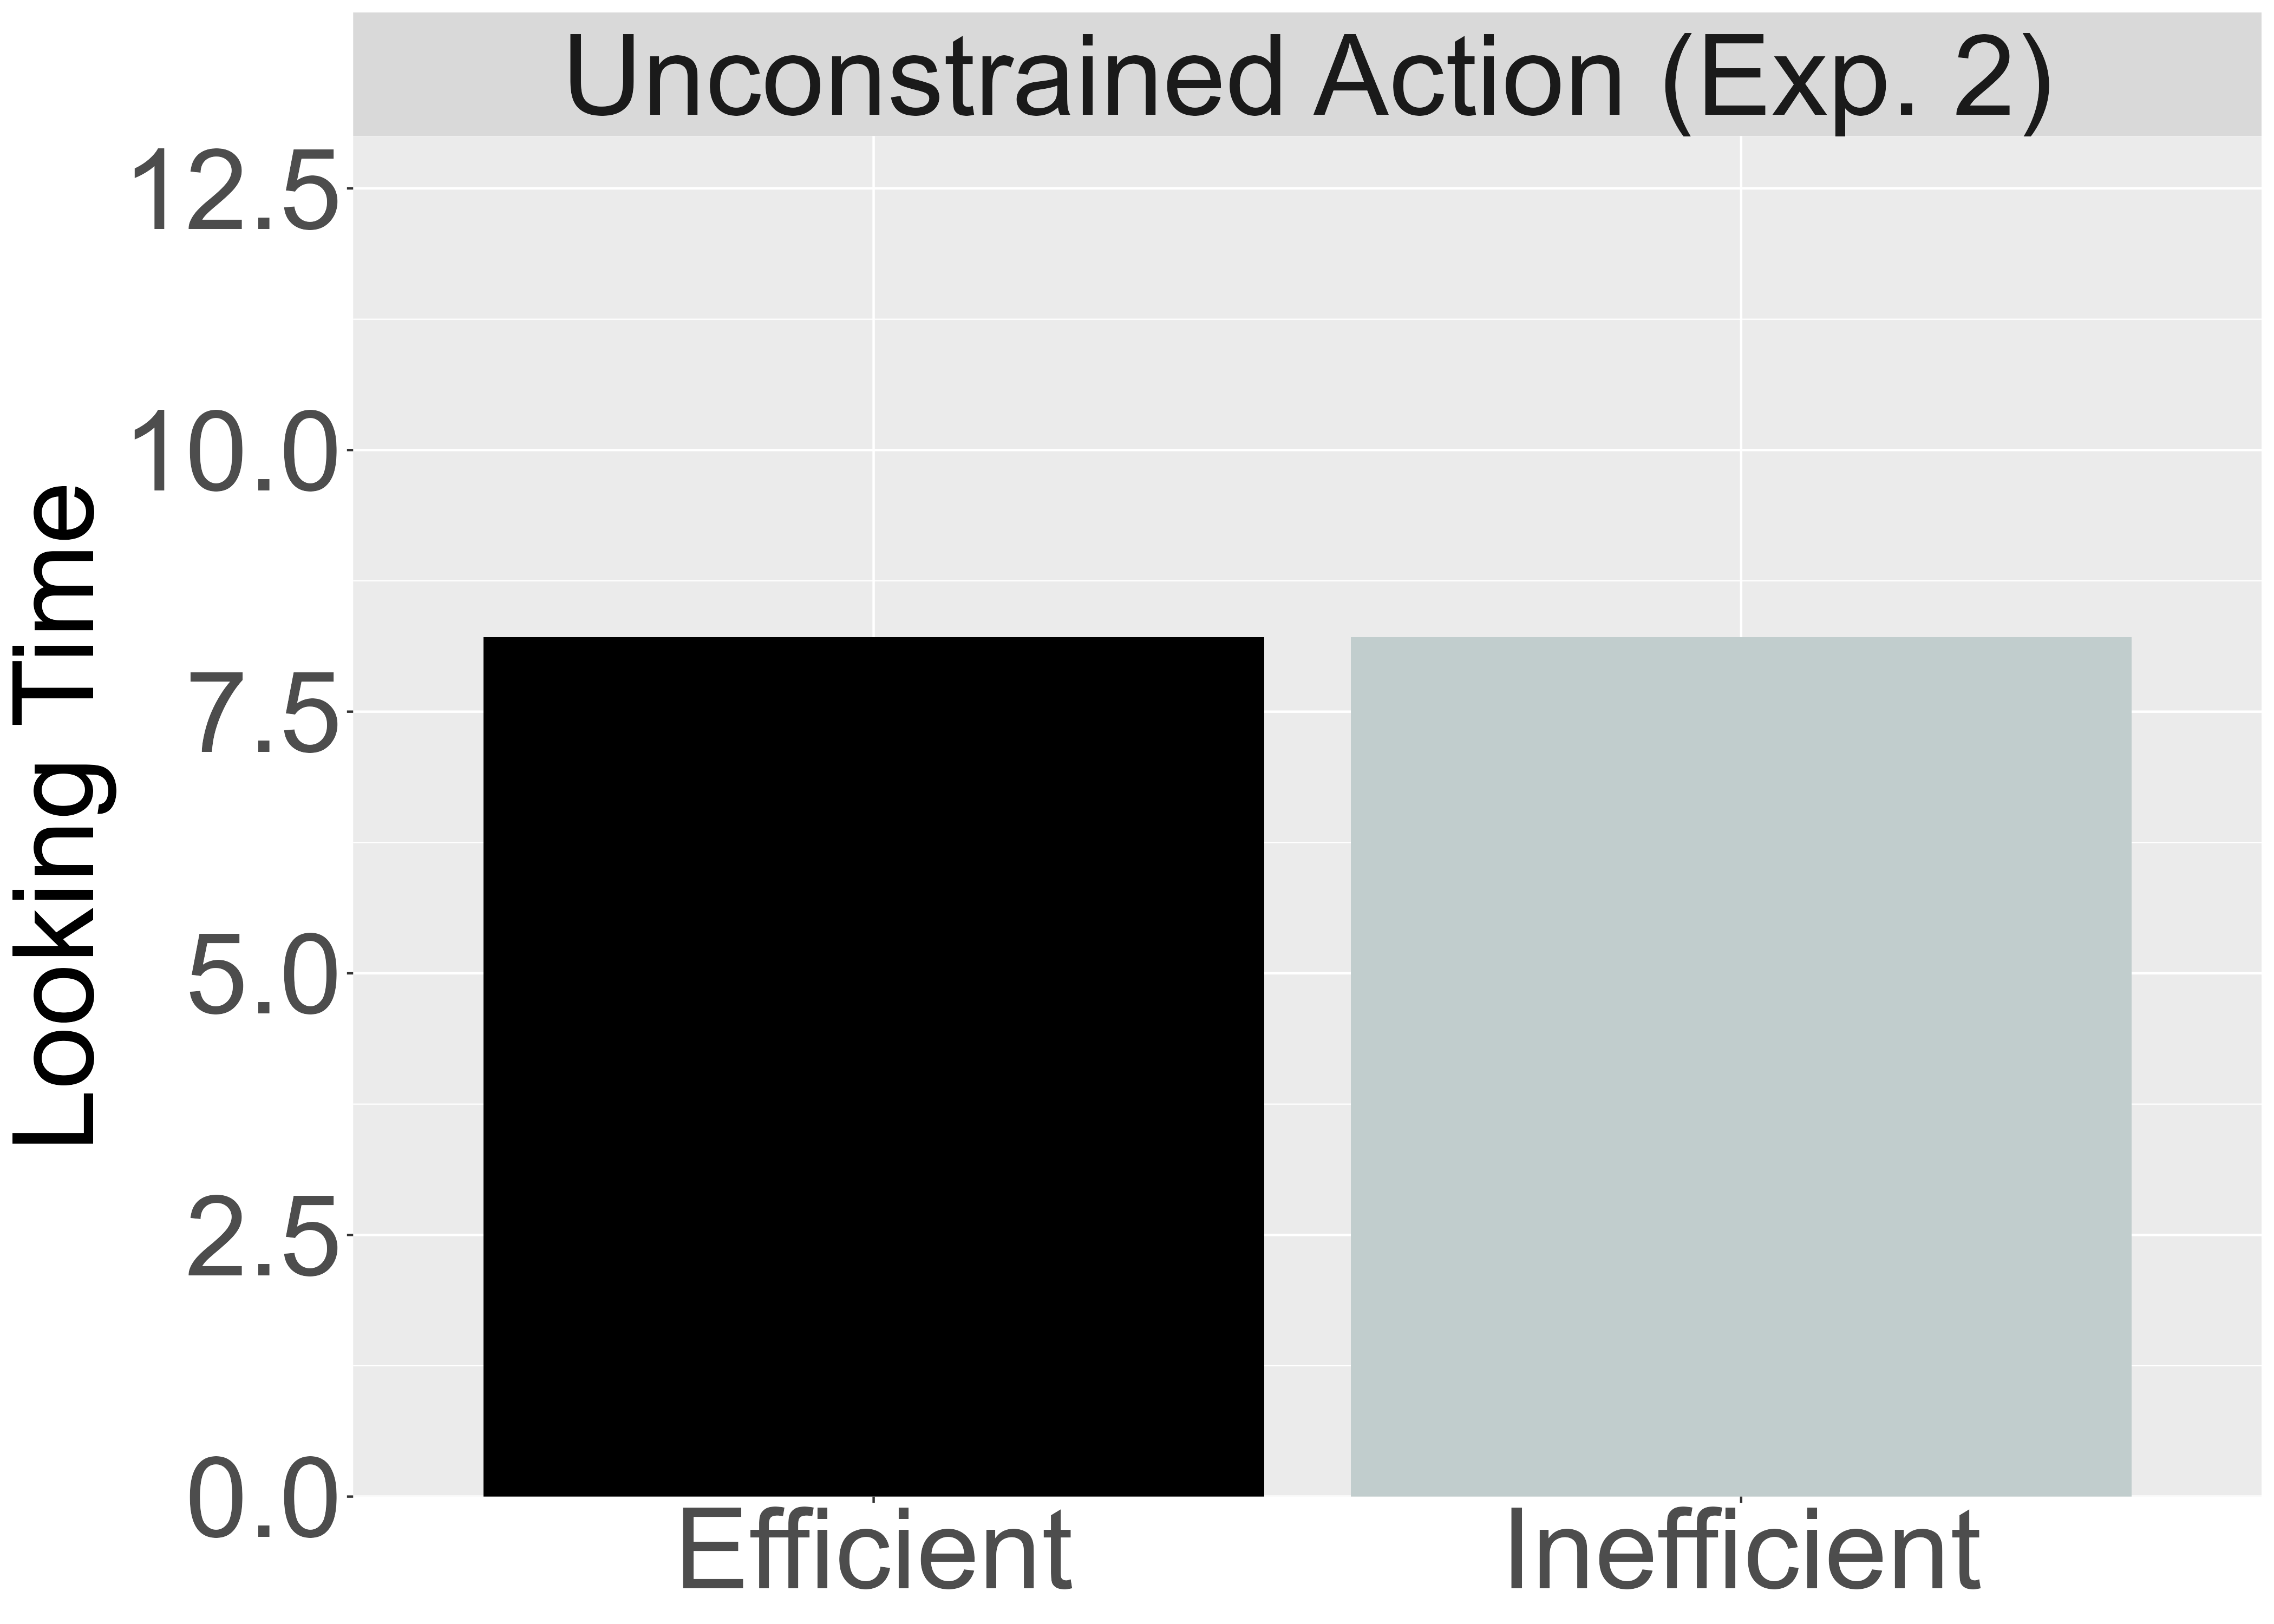 Unconstrained Action (Exp. 2)
12.5
10.0
7.5
5.0
2.5
0.0
Looking Time
Efficient
Inefficient